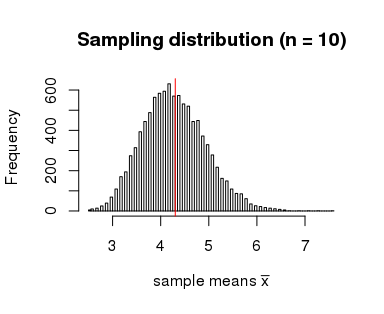 Sampling distribution (n = 10)
Frequency
600
400
200
0
3 4 5 6 7
sample means x̅